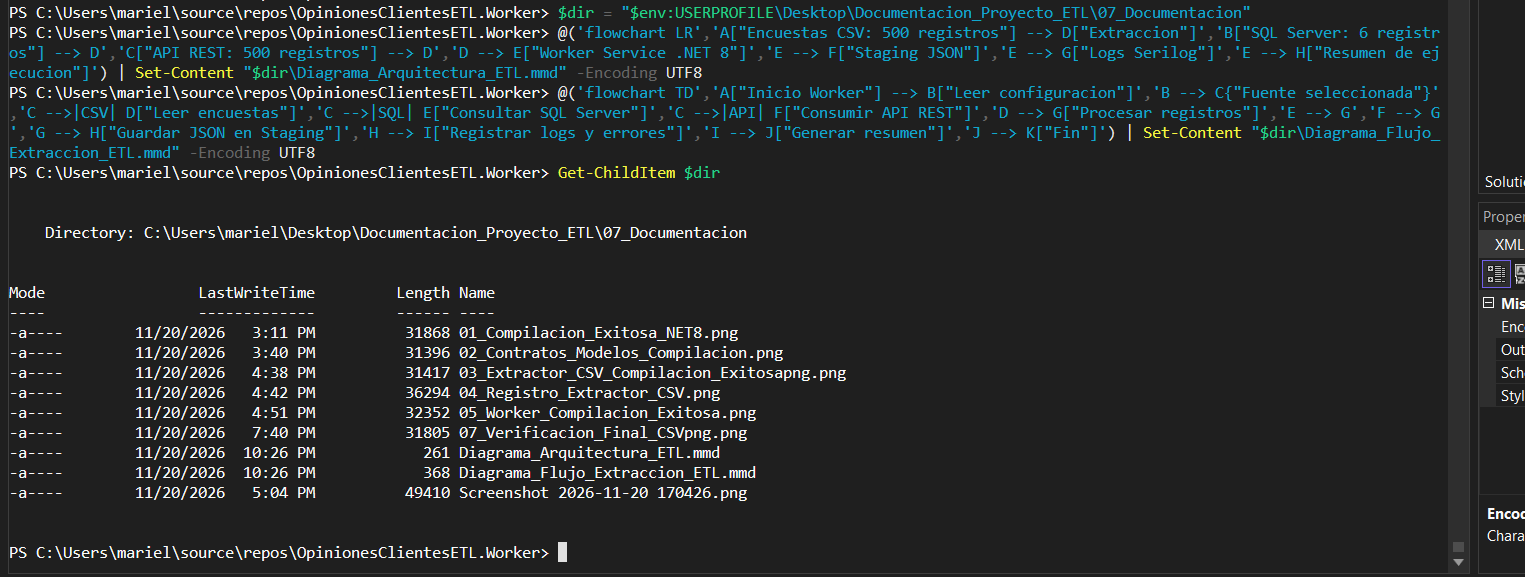 PS C:\Users\mariel\source\repos\OpinionesClientesETL.Worker> $dir = "$env:USERPROFILE\Desktop\Documentacion_Proyecto_ETL\07_Documentacion"
PS C:\Users\mariel\source\repos\OpinionesClientesETL.Worker> @('flowchart LR','A["Encuestas CSV: 500 registros"] --> D["Extraccion"]','B["SQL Server: 6 registr
os"] --> D','C["API REST: 500 registros"] --> D','D --> E["Worker Service .NET 8"]','E --> F["Staging JSON"]','E --> G["Logs Serilog"]','E --> H["Resumen de ej
ecucion"]') | Set-Content "$dir\Diagrama_Arquitectura_ETL.mmd" -Encoding UTF8
PS C:\Users\mariel\source\repos\OpinionesClientesETL.Worker> @('flowchart TD','A["Inicio Worker"] --> B["Leer configuracion"]','B --> C{"Fuente seleccionada"}'
,'C -->|CSV| D["Leer encuestas"]','C -->|SQL| E["Consultar SQL Server"]','C -->|API| F["Consumir API REST"]','D --> G["Procesar registros"]','E --> G','F --> G
','G --> H["Guardar JSON en Staging"]','H --> I["Registrar logs y errores"]','I --> J["Generar resumen"]','J --> K["Fin"]') | Set-Content "$dir\Diagrama_Flujo_
Extraccion_ETL.mmd" -Encoding UTF8
PS C:\Users\mariel\source\repos\OpinionesClientesETL.Worker> Get-ChildItem $dir
Directory: C:\Users\mariel\Desktop\Documentacion_Proyecto_ETL\07_Documentacion
Mode LastWriteTime Length Name
---- ------------- ------ ----
-a---- 11/20/2026 3:11 PM 31868 01_Compilacion_Exitosa_NET8.png
-a---- 11/20/2026 3:40 PM 31396 02_Contratos_Modelos_Compilacion.png
-a---- 11/20/2026 4:38 PM 31417 03_Extractor_CSV_Compilacion_Exitosapng.png
-a---- 11/20/2026 4:42 PM 36294 04_Registro_Extractor_CSV.png
-a---- 11/20/2026 4:51 PM 32352 05_Worker_Compilacion_Exitosa.png
-a---- 11/20/2026 7:40 PM 31805 07_Verificacion_Final_CSVpng.png
-a---- 11/20/2026 10:26 PM 261 Diagrama_Arquitectura_ETL.mmd
-a---- 11/20/2026 10:26 PM 368 Diagrama_Flujo_Extraccion_ETL.mmd
-a---- 11/20/2026 5:04 PM 49410 Screenshot 2026-11-20 170426.png
PS C:\Users\mariel\source\repos\OpinionesClientesETL.Worker>
Soluti
Proper
XML
Mis
Enc
Out
Sch
Styl
Encod
Chara